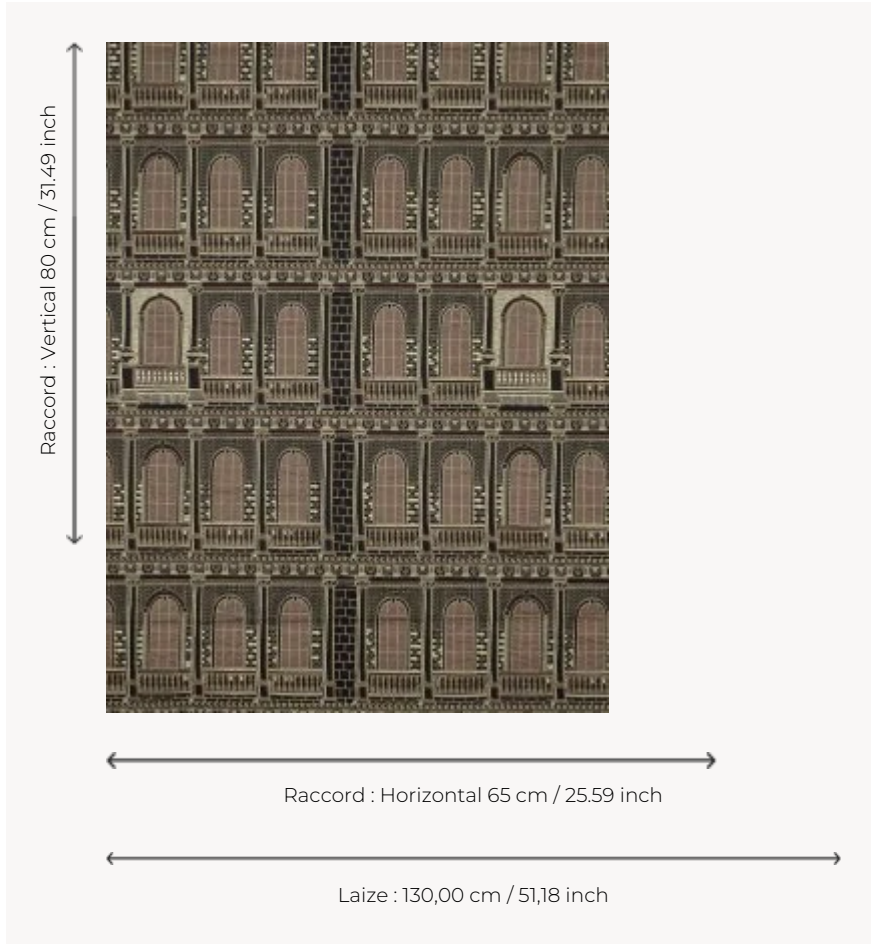 Raccord : Vertical 80 cm / 31.49 inch
Raccord : Horizontal 65 cm / 25.59 inch
Laize : 130,00 cm / 51,18 inch